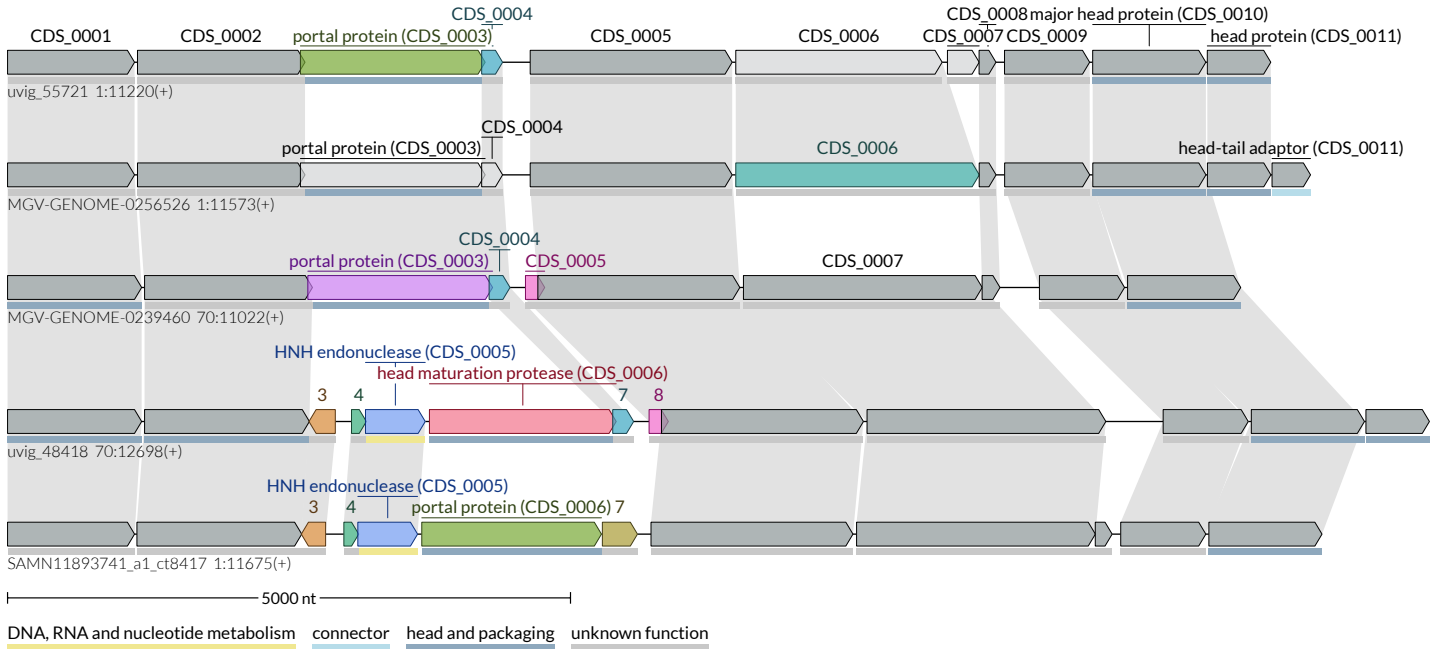 CDS_0004
CDS_0008 major head protein (CDS_0010)
CDS_0001 CDS_0002 portal protein (CDS_0003) CDS_0005 CDS_0006 CDS_0007 CDS_0009 head protein (CDS_0011)
uvig_55721 1:11220(+)
CDS_0004
portal protein (CDS_0003) CDS_0006 head-tail adaptor (CDS_0011)
MGV-GENOME-0256526 1:11573(+)
CDS_0004
portal protein (CDS_0003) CDS_0005 CDS_0007
MGV-GENOME-0239460 70:11022(+)
HNH endonuclease (CDS_0005)
head maturation protease (CDS_0006)
3 4 7 8
uvig_48418 70:12698(+)
HNH endonuclease (CDS_0005)
3 4 portal protein (CDS_0006) 7
SAMN11893741_a1_ct8417 1:11675(+)
5000 nt
DNA, RNA and nucleotide metabolism connector head and packaging unknown function